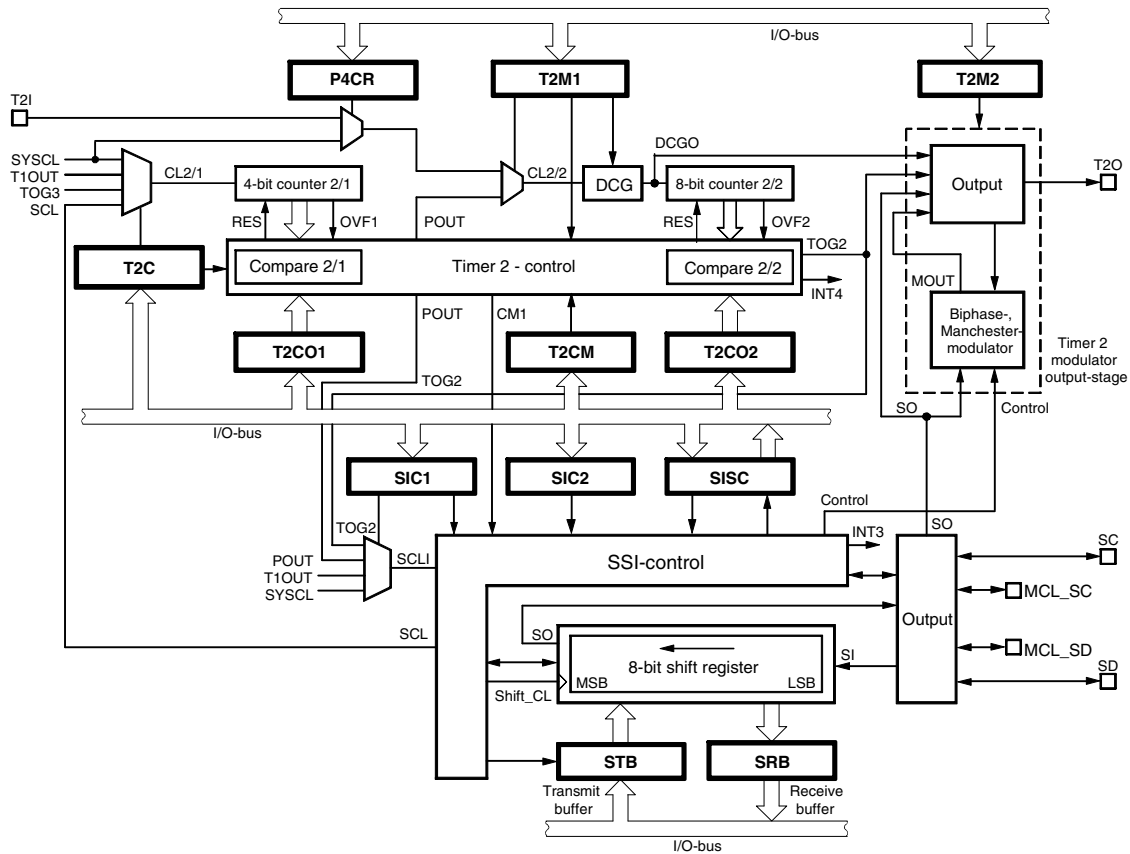 I/O-bus
P4CR
T2M1
T2M2
T2I
SYSCL
T1OUT
TOG3
SCL
CL2/1
4-bit counter 2/1
RES
OVF1
POUT
CL2/2
DCG
DCGO
8-bit counter 2/2
RES
OVF2
TOG2
Output
T2O
MOUT
T2C
Compare 2/1
Timer 2 - control
Compare 2/2
INT4
Biphase-,
Manchester-
modulator
Timer 2
modulator
output-stage
POUT
CM1
T2CO1
T2CM
T2CO2
TOG2
SO
Control
I/O-bus
SIC1
SIC2
SISC
Control
TOG2
POUT
T1OUT
SYSCL
SCLI
SSI-control
INT3
SO
SC
MCL_SC
Output
MCL_SD
SD
SCL
SO
8-bit shift register
MSB
LSB
SI
Shift_CL
STB
SRB
Transmit
buffer
Receive
buffer
I/O-bus